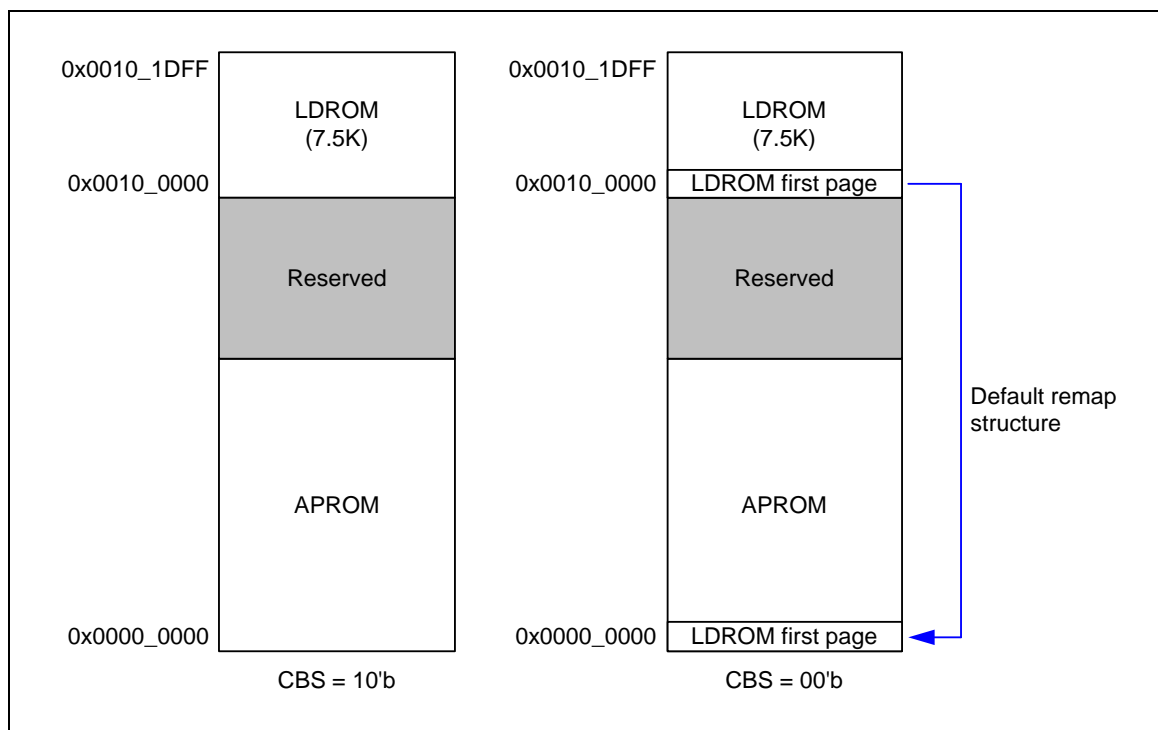 0x0010_1DFF
LDROM
(7.5K)
0x0010_0000
Reserved
APROM
0x0000_0000
CBS = 10'b
0x0010_1DFF
LDROM
(7.5K)
0x0010_0000
LDROM first page
Reserved
APROM
Default remap
structure
0x0000_0000
LDROM first page
CBS = 00'b